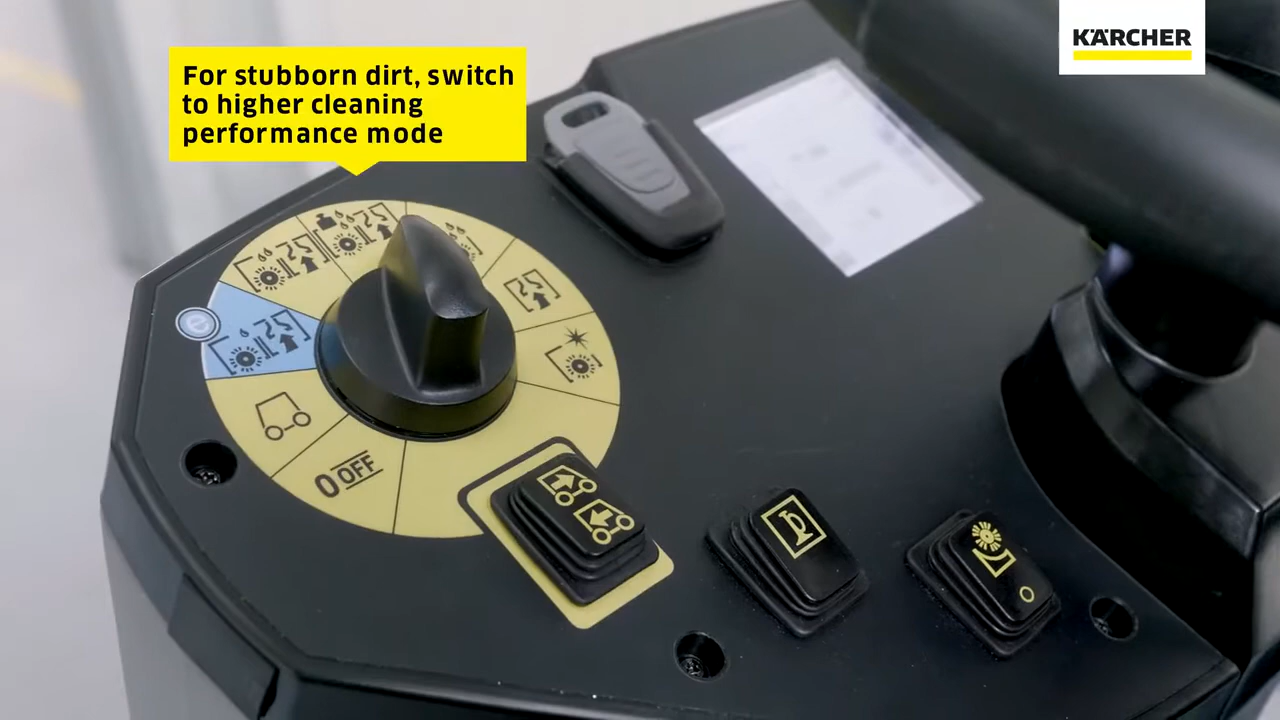 KÄRCHER
For stubborn dirt, switch
to higher cleaning
performance mode
e
0 OFF